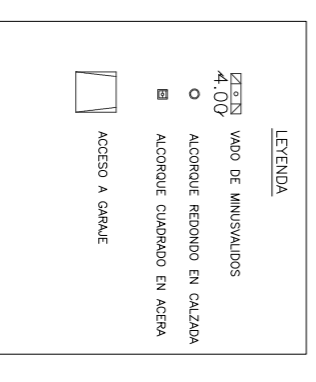 LEYENDA
4.00
VADO DE MINUSVALIDOS
ALCORQUE REDONDO EN CALZADA
ALCORQUE CUADRADO EN ACERA
ACCESO A GARAJE